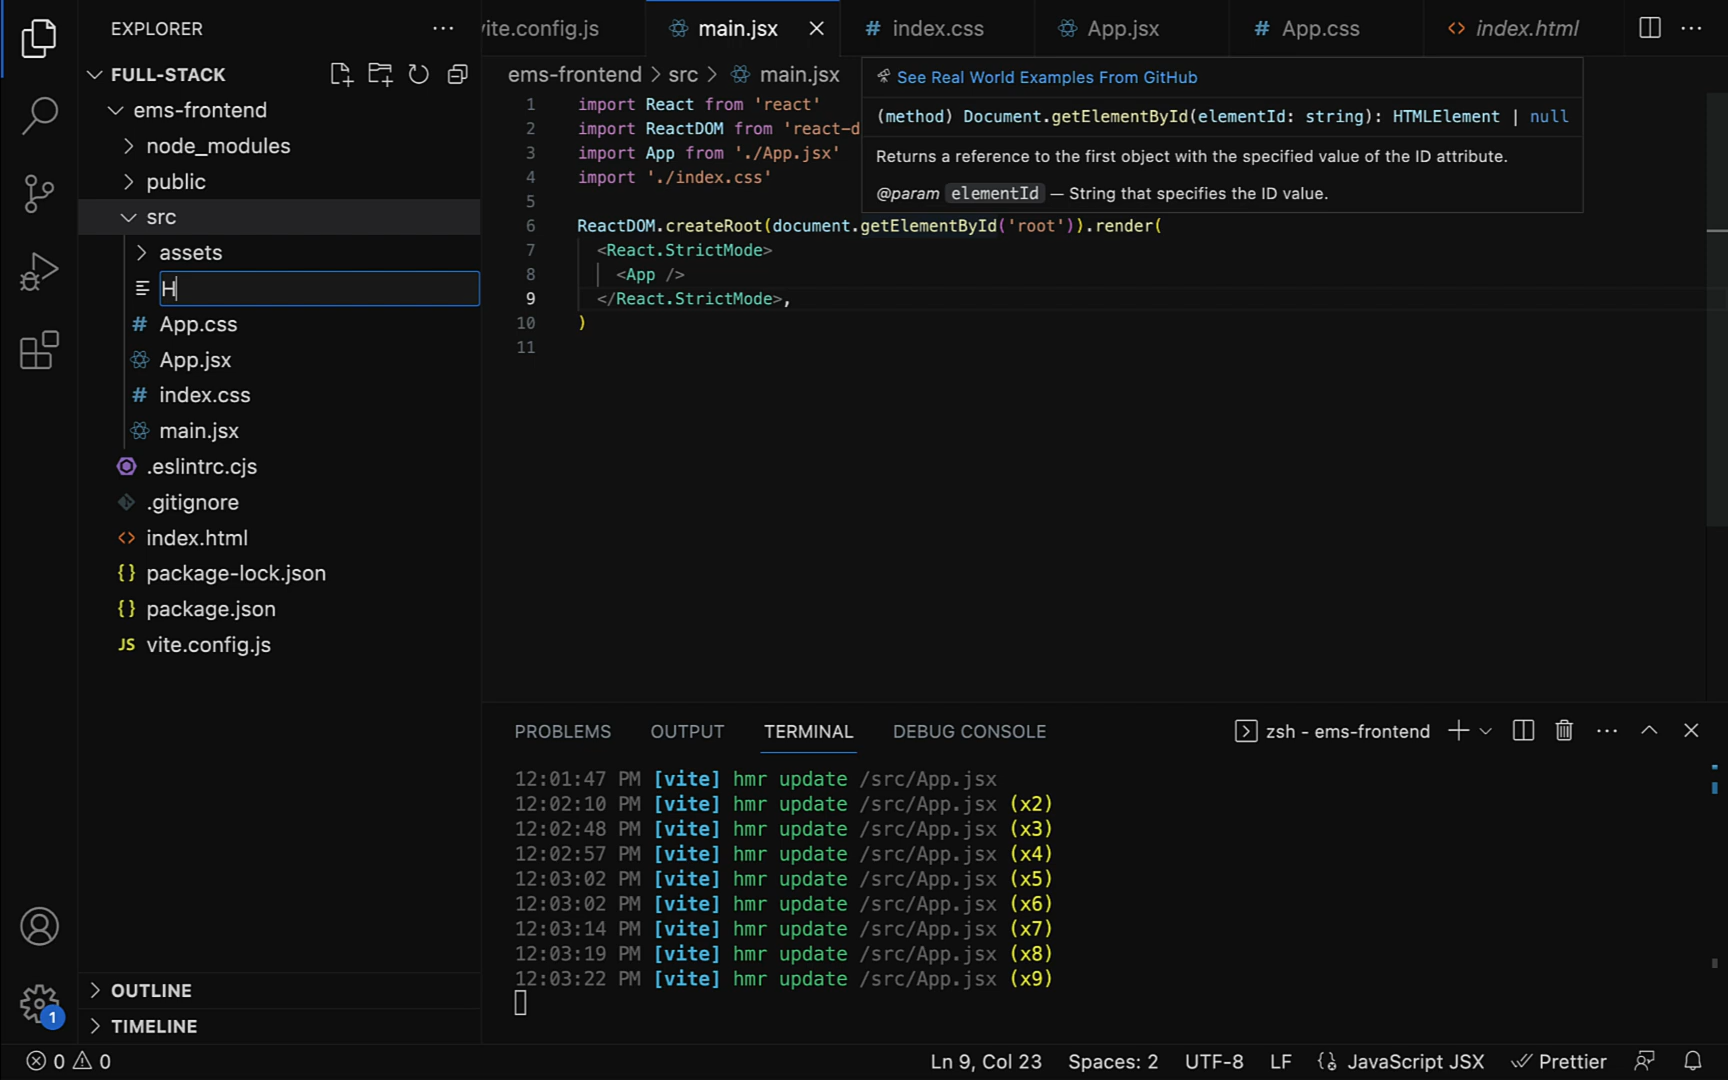 EXPLORER
vite.config.js
main.jsx
# index.css
App.jsx
# App.css
<> index.html
FULL-STACK
ems-frontend > src > main.jsx
See Real World Examples From GitHub
(method) Document.getElementById(elementId: string): HTMLElement | null
Returns a reference to the first object with the specified value of the ID attribute.
@param elementId — String that specifies the ID value.
ems-frontend
node_modules
public
src
assets
H
# App.css
App.jsx
# index.css
main.jsx
.eslintrc.cjs
.gitignore
<> index.html
{} package-lock.json
{} package.json
JS vite.config.js
1 import React from 'react'
2 import ReactDOM from 'react-d
3 import App from './App.jsx'
4 import './index.css'
5
6 ReactDOM.createRoot(document.getElementById('root')).render(
7 <React.StrictMode>
8 <App />
9 </React.StrictMode>,
10 )
11
PROBLEMS OUTPUT TERMINAL DEBUG CONSOLE
zsh - ems-frontend
12:01:47 PM [vite] hmr update /src/App.jsx
12:02:10 PM [vite] hmr update /src/App.jsx (x2)
12:02:48 PM [vite] hmr update /src/App.jsx (x3)
12:02:57 PM [vite] hmr update /src/App.jsx (x4)
12:03:02 PM [vite] hmr update /src/App.jsx (x5)
12:03:02 PM [vite] hmr update /src/App.jsx (x6)
12:03:14 PM [vite] hmr update /src/App.jsx (x7)
12:03:19 PM [vite] hmr update /src/App.jsx (x8)
12:03:22 PM [vite] hmr update /src/App.jsx (x9)
OUTLINE
TIMELINE
1
0 0
Ln 9, Col 23 Spaces: 2 UTF-8 LF JavaScript JSX Prettier